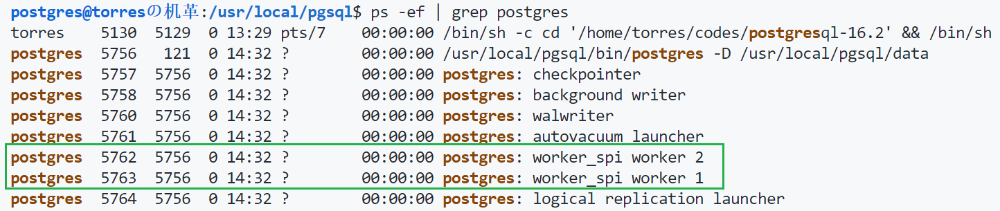 postgres@torresの机革:/usr/local/pgsql$ ps -ef | grep postgres
torres 5130 5129 0 13:29 pts/7 00:00:00 /bin/sh -c cd '/home/torres/codes/postgresql-16.2' && /bin/sh
postgres 5756 121 0 14:32 ? 00:00:00 /usr/local/pgsql/bin/postgres -D /usr/local/pgsql/data
postgres 5757 5756 0 14:32 ? 00:00:00 postgres: checkpointer
postgres 5758 5756 0 14:32 ? 00:00:00 postgres: background writer
postgres 5760 5756 0 14:32 ? 00:00:00 postgres: walwriter
postgres 5761 5756 0 14:32 ? 00:00:00 postgres: autovacuum launcher
postgres 5762 5756 0 14:32 ? 00:00:00 postgres: worker_spi worker 2
postgres 5763 5756 0 14:32 ? 00:00:00 postgres: worker_spi worker 1
postgres 5764 5756 0 14:32 ? 00:00:00 postgres: logical replication launcher